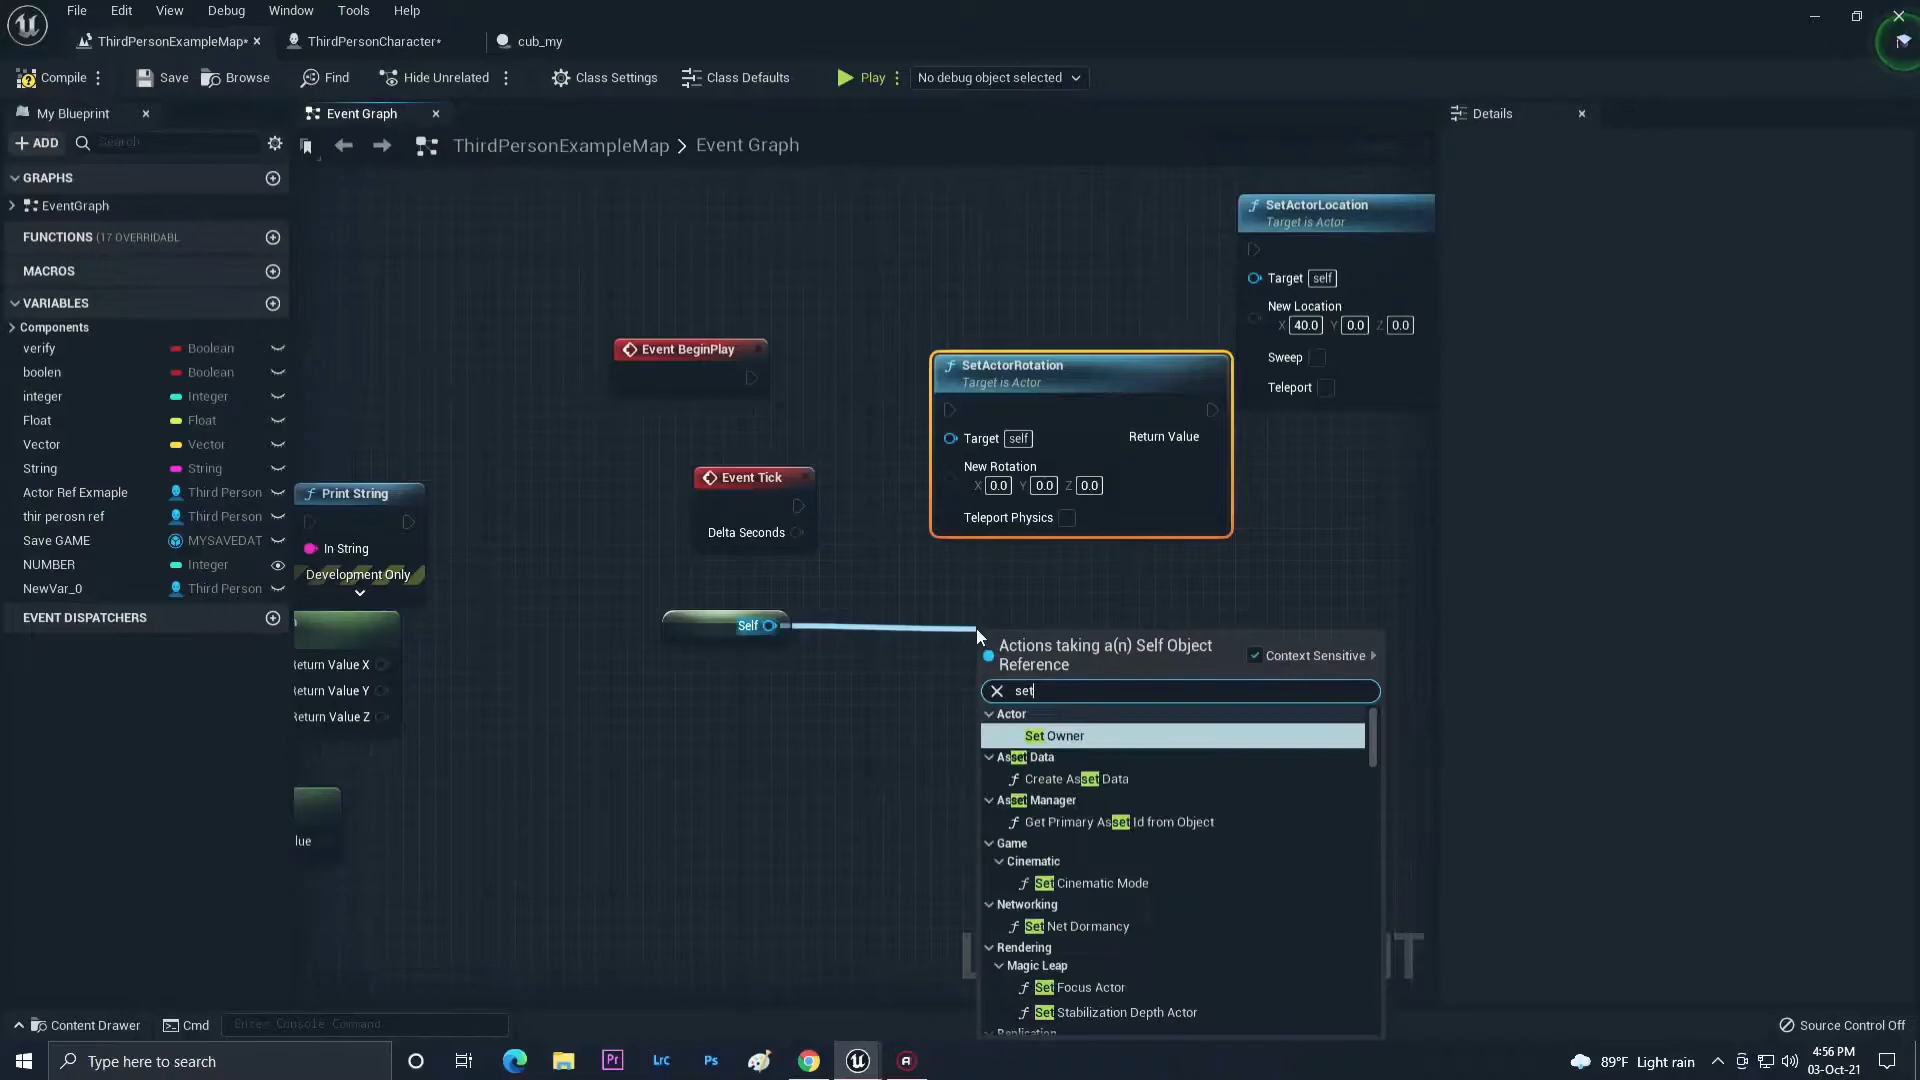 File Edit View Debug Window Tools Help
ThirdPersonExampleMap* ThirdPersonCharacter* cub_my
Compile Save Browse Find Hide Unrelated Class Settings Class Defaults Play No debug object selected
My Blueprint Event Graph Details
ADD Search ThirdPersonExampleMap > Event Graph
GRAPHS
EventGraph
FUNCTIONS (17 OVERRIDABL
MACROS
VARIABLES
Components
verify Boolean
boolen Boolean
integer Integer
Float Float
Vector Vector
String String
Actor Ref Exmaple Third Person
thir perosn ref Third Person
Save GAME MYSAVEDAT
NUMBER Integer
NewVar_0 Third Person
EVENT DISPATCHERS
Print String
In String
Development Only
Return Value X
Return Value Y
Return Value Z
lue
Event BeginPlay
Event Tick
Delta Seconds
Self
SetActorRotation
Target is Actor
Target self Return Value
New Rotation
X 0.0 Y 0.0 Z 0.0
Teleport Physics
SetActorLocation
Target is Actor
Target self
New Location
X 40.0 Y 0.0 Z 0.0
Sweep
Teleport
Actions taking a(n) Self Object
Reference
Context Sensitive
set
Actor
Set Owner
Asset Data
Create Asset Data
Asset Manager
Get Primary Asset Id from Object
Game
Cinematic
Set Cinematic Mode
Networking
Set Net Dormancy
Rendering
Magic Leap
Set Focus Actor
Set Stabilization Depth Actor
Replication
Content Drawer Cmd Enter Console Command Source Control Off
Type here to search Pr LrC Ps 89°F Light rain 4:56 PM
03-Oct-21